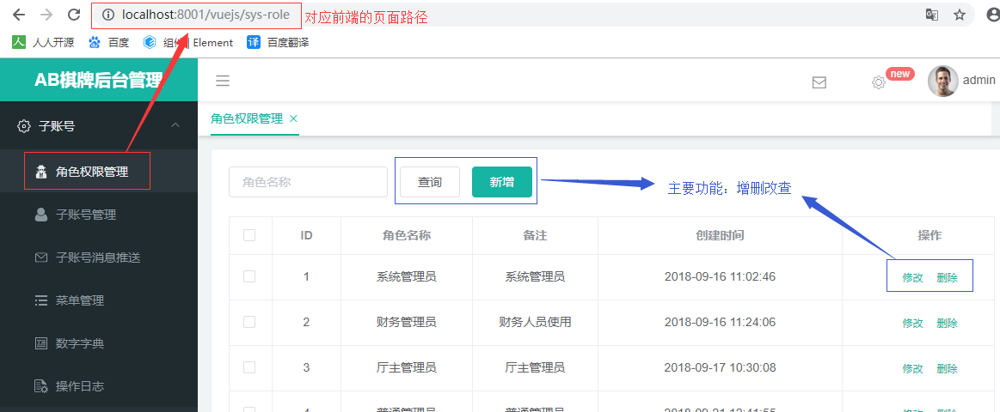 localhost:8001/vuejs/sys-role
对应前端的页面路径
人人开源 百度 组件 | Element 百度翻译
AB棋牌后台管理
new
admin
子账号
角色权限管理
子账号管理
子账号消息推送
菜单管理
数字字典
操作日志
角色权限管理 ×
角色名称 查询 新增
主要功能：增删改查
ID 角色名称 备注 创建时间 操作
1 系统管理员 系统管理员 2018-09-16 11:02:46 修改 删除
2 财务管理员 财务人员使用 2018-09-16 11:24:06 修改 删除
3 厅主管理员 厅主管理员 2018-09-17 10:30:08 修改 删除
4 普通管理员 普通管理员 2018-09-21 12:41:55 修改 删除